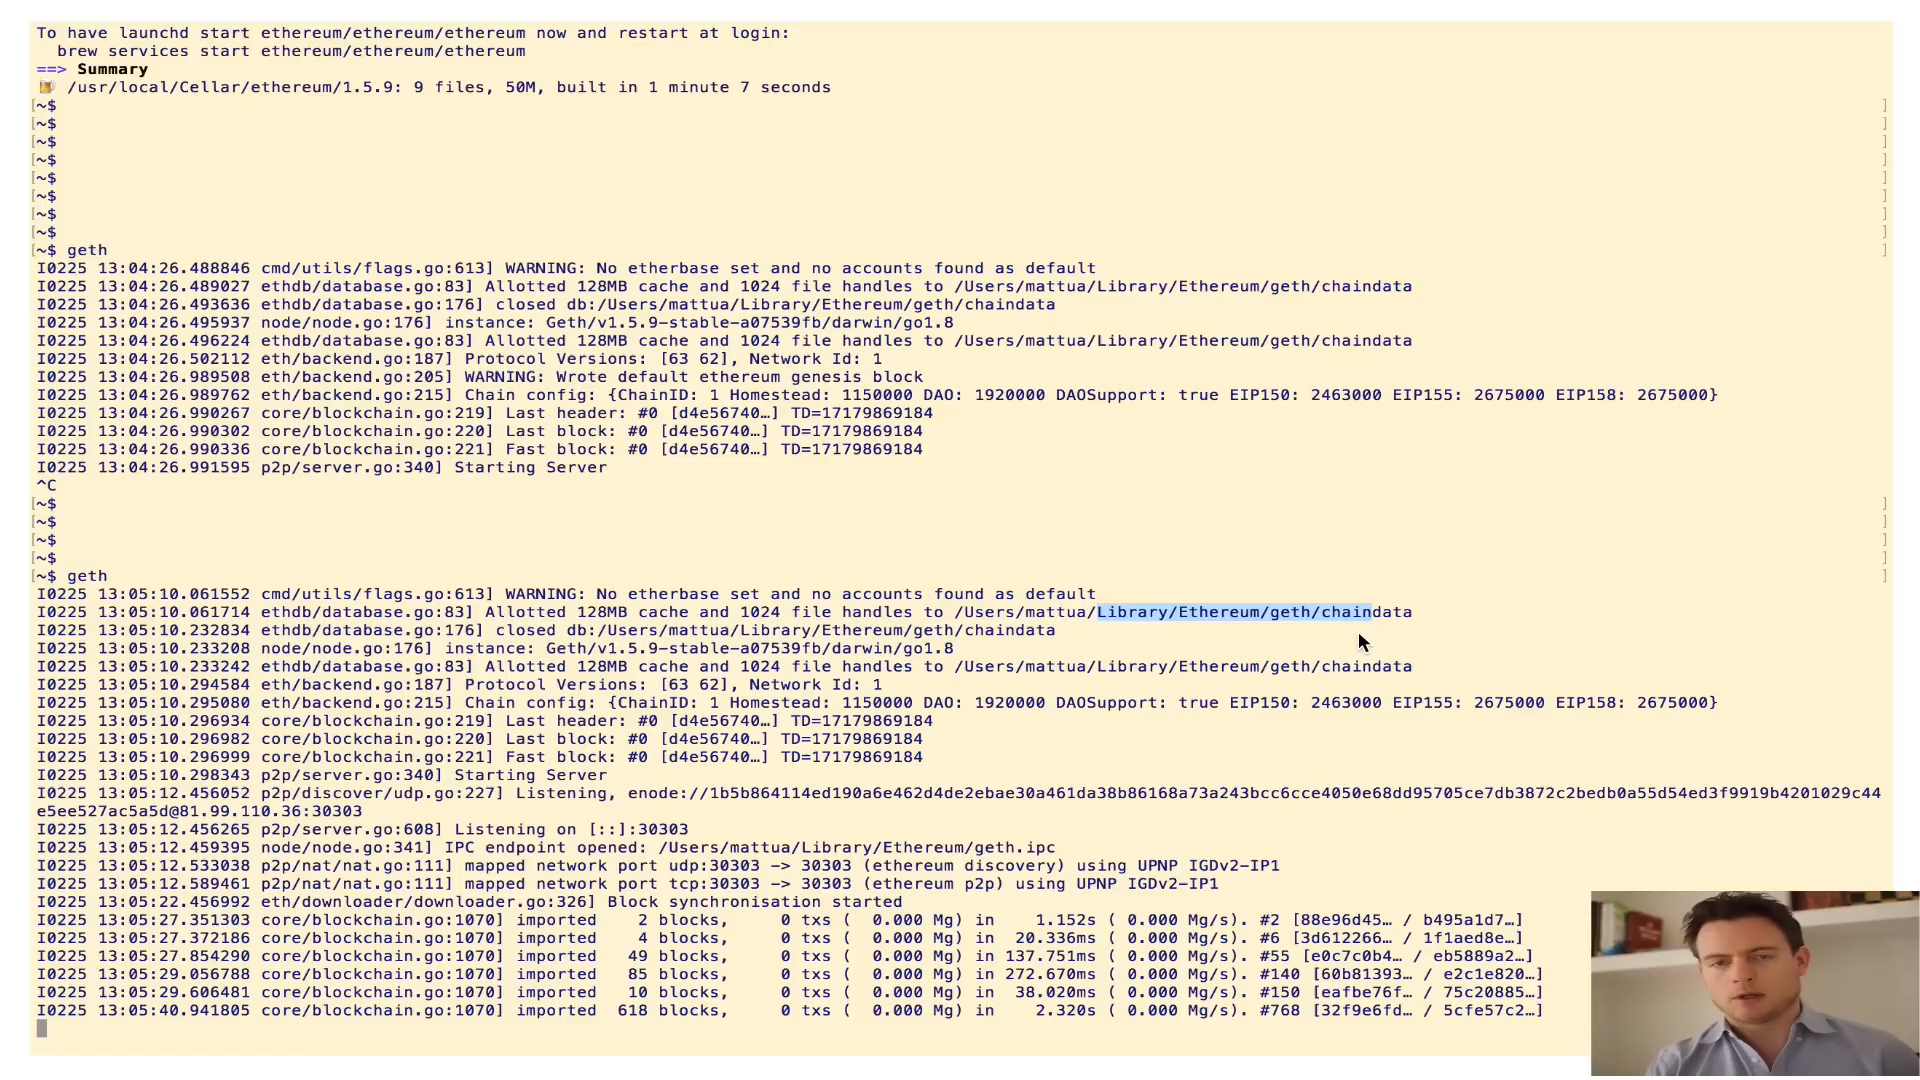 To have launchd start ethereum/ethereum/ethereum now and restart at login:
brew services start ethereum/ethereum/ethereum
==> Summary
🍺 /usr/local/Cellar/ethereum/1.5.9: 9 files, 50M, built in 1 minute 7 seconds
[~$ ]
[~$ ]
[~$ ]
[~$ ]
[~$ ]
[~$ ]
[~$ ]
[~$ ]
[~$ geth ]
I0225 13:04:26.488846 cmd/utils/flags.go:613] WARNING: No etherbase set and no accounts found as default
I0225 13:04:26.489027 ethdb/database.go:83] Allotted 128MB cache and 1024 file handles to /Users/mattua/Library/Ethereum/geth/chaindata
I0225 13:04:26.493636 ethdb/database.go:176] closed db:/Users/mattua/Library/Ethereum/geth/chaindata
I0225 13:04:26.495937 node/node.go:176] instance: Geth/v1.5.9-stable-a07539fb/darwin/go1.8
I0225 13:04:26.496224 ethdb/database.go:83] Allotted 128MB cache and 1024 file handles to /Users/mattua/Library/Ethereum/geth/chaindata
I0225 13:04:26.502112 eth/backend.go:187] Protocol Versions: [63 62], Network Id: 1
I0225 13:04:26.989508 eth/backend.go:205] WARNING: Wrote default ethereum genesis block
I0225 13:04:26.989762 eth/backend.go:215] Chain config: {ChainID: 1 Homestead: 1150000 DAO: 1920000 DAOSupport: true EIP150: 2463000 EIP155: 2675000 EIP158: 2675000}
I0225 13:04:26.990267 core/blockchain.go:219] Last header: #0 [d4e56740…] TD=17179869184
I0225 13:04:26.990302 core/blockchain.go:220] Last block: #0 [d4e56740…] TD=17179869184
I0225 13:04:26.990336 core/blockchain.go:221] Fast block: #0 [d4e56740…] TD=17179869184
I0225 13:04:26.991595 p2p/server.go:340] Starting Server
^C
[~$ ]
[~$ ]
[~$ ]
[~$ ]
[~$ geth ]
I0225 13:05:10.061552 cmd/utils/flags.go:613] WARNING: No etherbase set and no accounts found as default
I0225 13:05:10.061714 ethdb/database.go:83] Allotted 128MB cache and 1024 file handles to /Users/mattua/Library/Ethereum/geth/chaindata
I0225 13:05:10.232834 ethdb/database.go:176] closed db:/Users/mattua/Library/Ethereum/geth/chaindata
I0225 13:05:10.233208 node/node.go:176] instance: Geth/v1.5.9-stable-a07539fb/darwin/go1.8
I0225 13:05:10.233242 ethdb/database.go:83] Allotted 128MB cache and 1024 file handles to /Users/mattua/Library/Ethereum/geth/chaindata
I0225 13:05:10.294584 eth/backend.go:187] Protocol Versions: [63 62], Network Id: 1
I0225 13:05:10.295080 eth/backend.go:215] Chain config: {ChainID: 1 Homestead: 1150000 DAO: 1920000 DAOSupport: true EIP150: 2463000 EIP155: 2675000 EIP158: 2675000}
I0225 13:05:10.296934 core/blockchain.go:219] Last header: #0 [d4e56740…] TD=17179869184
I0225 13:05:10.296982 core/blockchain.go:220] Last block: #0 [d4e56740…] TD=17179869184
I0225 13:05:10.296999 core/blockchain.go:221] Fast block: #0 [d4e56740…] TD=17179869184
I0225 13:05:10.298343 p2p/server.go:340] Starting Server
I0225 13:05:12.456052 p2p/discover/udp.go:227] Listening, enode://1b5b864114ed190a6e462d4de2ebae30a461da38b86168a73a243bcc6cce4050e68dd95705ce7db3872c2bedb0a55d54ed3f9919b4201029c44
e5ee527ac5a5d@81.99.110.36:30303
I0225 13:05:12.456265 p2p/server.go:608] Listening on [::]:30303
I0225 13:05:12.459395 node/node.go:341] IPC endpoint opened: /Users/mattua/Library/Ethereum/geth.ipc
I0225 13:05:12.533038 p2p/nat/nat.go:111] mapped network port udp:30303 -> 30303 (ethereum discovery) using UPNP IGDv2-IP1
I0225 13:05:12.589461 p2p/nat/nat.go:111] mapped network port tcp:30303 -> 30303 (ethereum p2p) using UPNP IGDv2-IP1
I0225 13:05:22.456992 eth/downloader/downloader.go:326] Block synchronisation started
I0225 13:05:27.351303 core/blockchain.go:1070] imported 2 blocks, 0 txs ( 0.000 Mg) in 1.152s ( 0.000 Mg/s). #2 [88e96d45… / b495a1d7…]
I0225 13:05:27.372186 core/blockchain.go:1070] imported 4 blocks, 0 txs ( 0.000 Mg) in 20.336ms ( 0.000 Mg/s). #6 [3d612266… / 1f1aed8e…]
I0225 13:05:27.854290 core/blockchain.go:1070] imported 49 blocks, 0 txs ( 0.000 Mg) in 137.751ms ( 0.000 Mg/s). #55 [e0c7c0b4… / eb5889a2…]
I0225 13:05:29.056788 core/blockchain.go:1070] imported 85 blocks, 0 txs ( 0.000 Mg) in 272.670ms ( 0.000 Mg/s). #140 [60b81393… / e2c1e820…]
I0225 13:05:29.606481 core/blockchain.go:1070] imported 10 blocks, 0 txs ( 0.000 Mg) in 38.020ms ( 0.000 Mg/s). #150 [eafbe76f… / 75c20885…]
I0225 13:05:40.941805 core/blockchain.go:1070] imported 618 blocks, 0 txs ( 0.000 Mg) in 2.320s ( 0.000 Mg/s). #768 [32f9e6fd… / 5cfe57c2…]